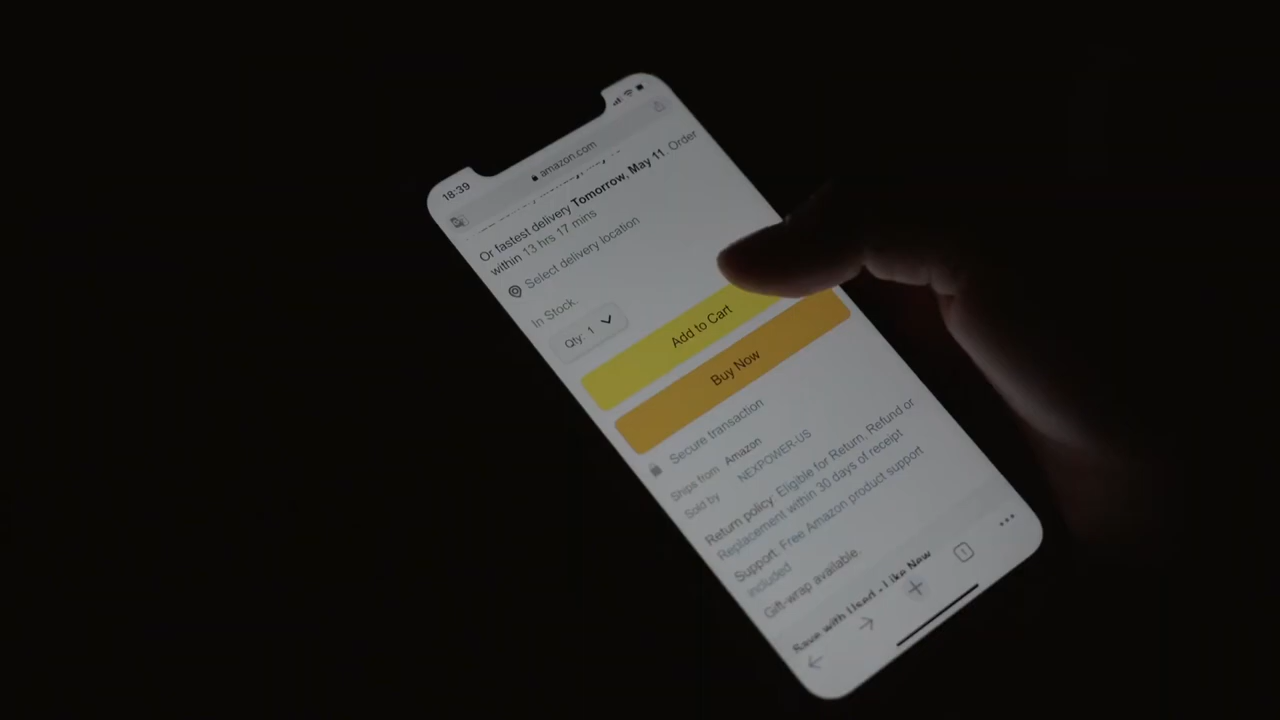 18:39
amazon.com
Or fastest delivery Tomorrow, May 11. Order
within 13 hrs 17 mins
Select delivery location
In Stock.
Qty: 1
Add to Cart
Buy Now
Secure transaction
Ships from Amazon
Sold by NEXPOWER-US
Return policy: Eligible for Return, Refund or
Replacement within 30 days of receipt
Support: Free Amazon product support
included
Gift-wrap available.
Save with Used - Like New
1